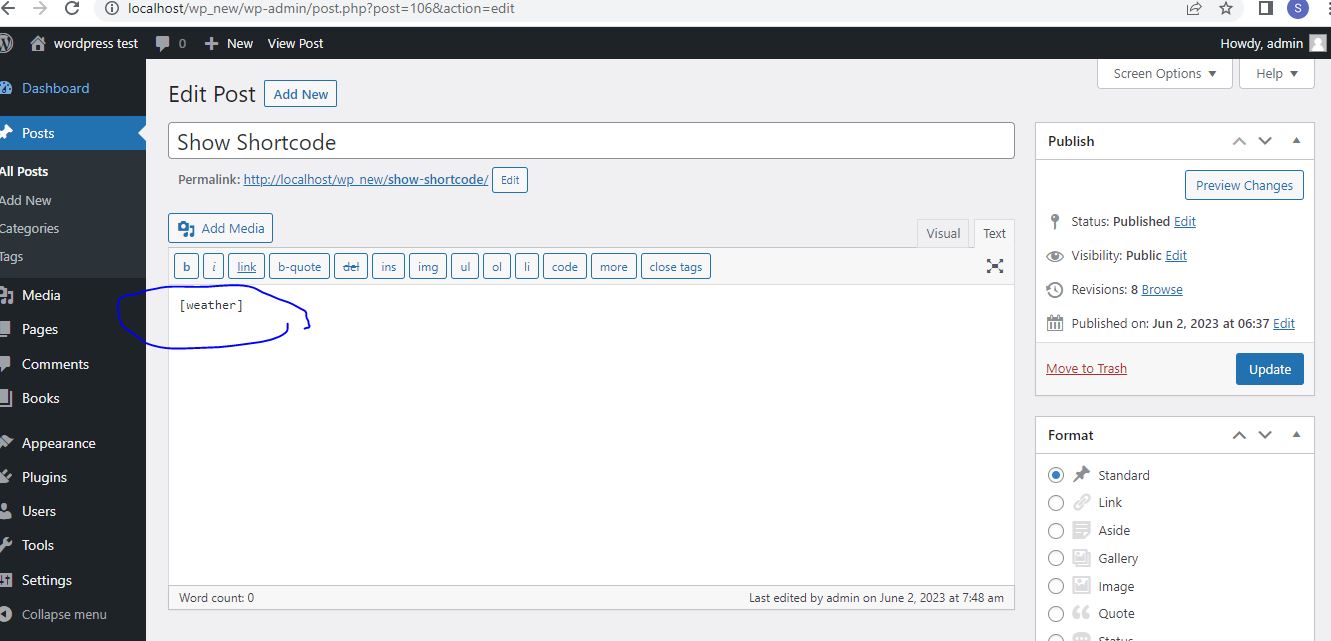 localhost/wp_new/wp-admin/post.php?post=106&action=edit
S
wordpress test 0 New View Post Howdy, admin
Screen Options ▼ Help ▼
Dashboard
Posts
All Posts
Add New
Categories
Tags
Media
Pages
Comments
Books
Appearance
Plugins
Users
Tools
Settings
Collapse menu
Edit Post Add New
Show Shortcode
Permalink: http://localhost/wp_new/show-shortcode/ Edit
Add Media
Visual Text
b i link b-quote del ins img ul ol li code more close tags
[weather]
Word count: 0 Last edited by admin on June 2, 2023 at 7:48 am
Publish
Preview Changes
Status: Published Edit
Visibility: Public Edit
Revisions: 8 Browse
Published on: Jun 2, 2023 at 06:37 Edit
Move to Trash Update
Format
Standard
Link
Aside
Gallery
Image
Quote
Status